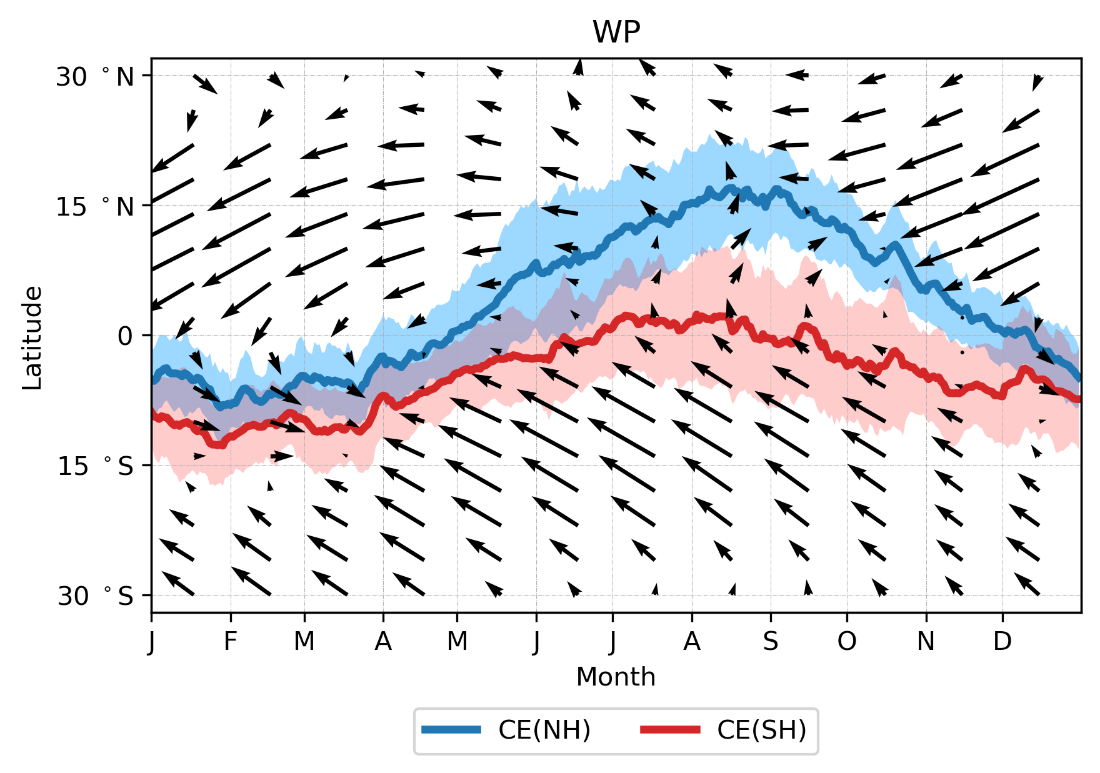 WP
30 °N
15 °N
0
15 °S
30 °S
Latitude
J F M A M J J A S O N D
Month
CE(NH) CE(SH)